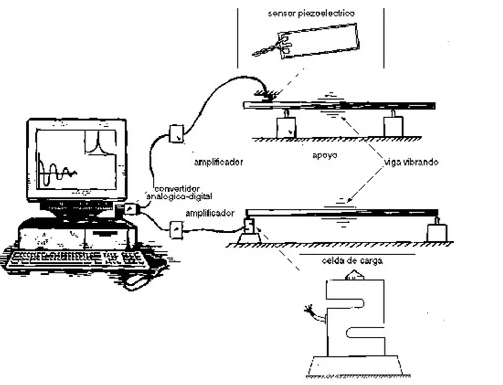 sensor piezoelectrico
amplificador
apoyo
viga vibrando
convertidor
analogico-digital
amplificador
celda de carga